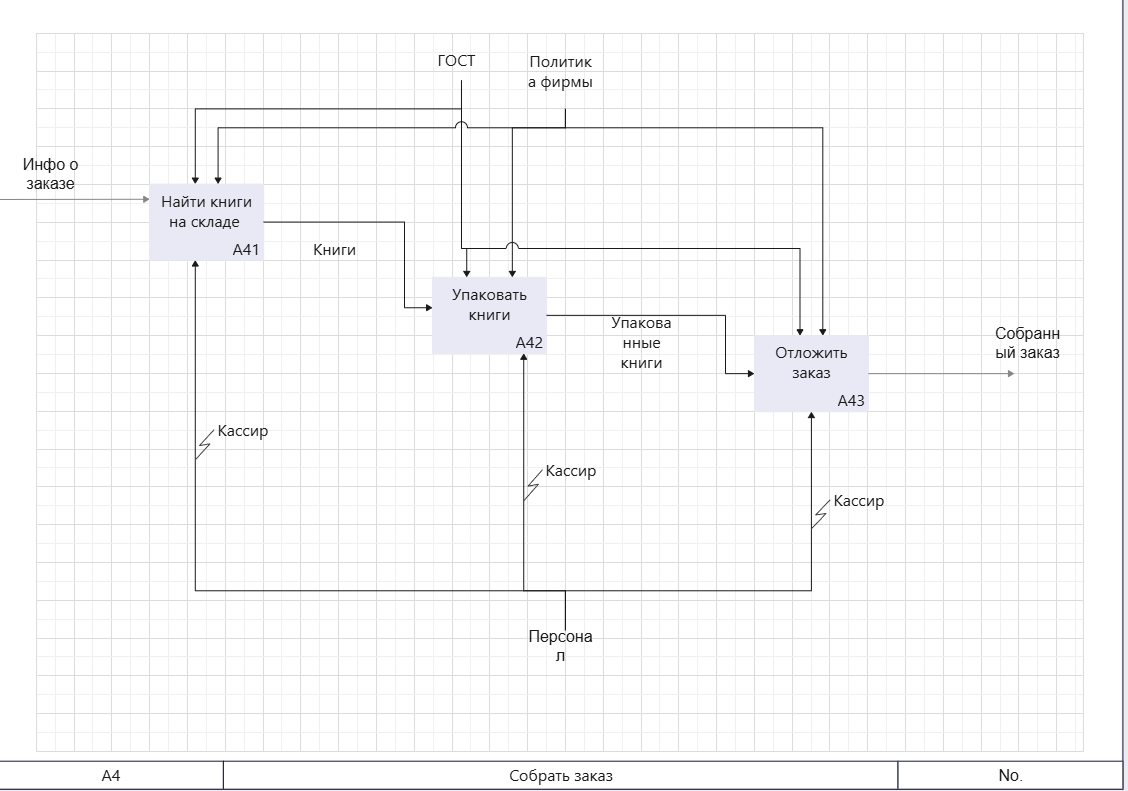 ГОСТ
Политик
а фирмы
Инфо о
заказе
Найти книги
на складе
A41
Книги
Упаковать
книги
A42
Упакова
нные
книги
Отложить
заказ
A43
Собранн
ый заказ
Кассир
Кассир
Кассир
Персона
л
A4
Собрать заказ
No.